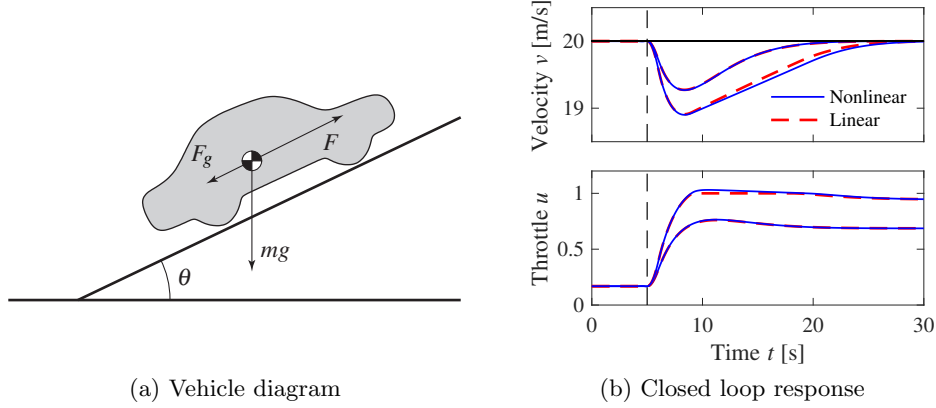 F_g
F
mg
θ
(a) Vehicle diagram
Velocity v [m/s]
20
19
Nonlinear
Linear
Throttle u
1
0.5
0
0 10 20 30
Time t [s]
(b) Closed loop response